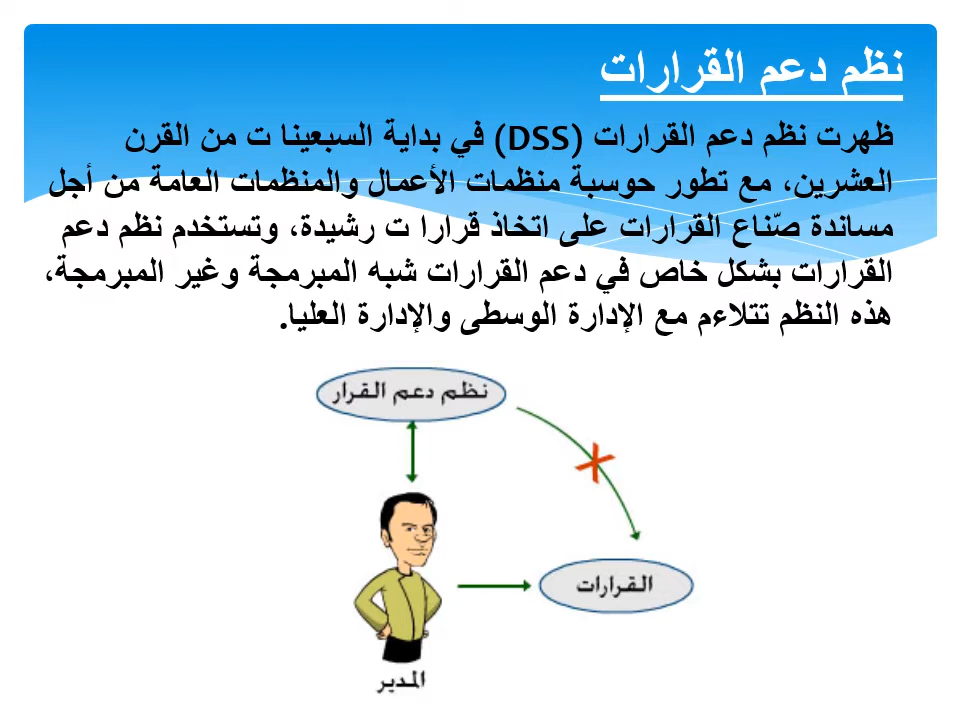 نظم دعم القرارات
ظهرت نظم دعم القرارات (DSS) في بداية السبعينا ت من القرن
العشرين، مع تطور حوسبة منظمات الأعمال والمنظمات العامة من أجل
مساندة صّناع القرارات على اتخاذ قرارا ت رشيدة، وتستخدم نظم دعم
القرارات بشكل خاص في دعم القرارات شبه المبرمجة وغير المبرمجة،
هذه النظم تتلاءم مع الإدارة الوسطى والإدارة العليا.
نظم دعم القرار
القرارات
المدير